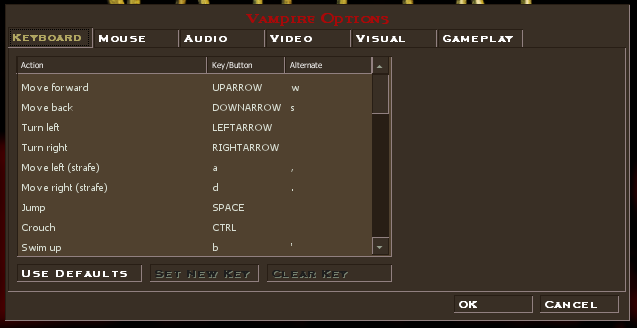 Vampire Options
Keyboard Mouse Audio Video Visual Gameplay
Action Key/Button Alternate
Move forward UPARROW w
Move back DOWNARROW s
Turn left LEFTARROW
Turn right RIGHTARROW
Move left (strafe) a ,
Move right (strafe) d .
Jump SPACE
Crouch CTRL
Swim up b '
Use Defaults Set New Key Clear Key
OK Cancel